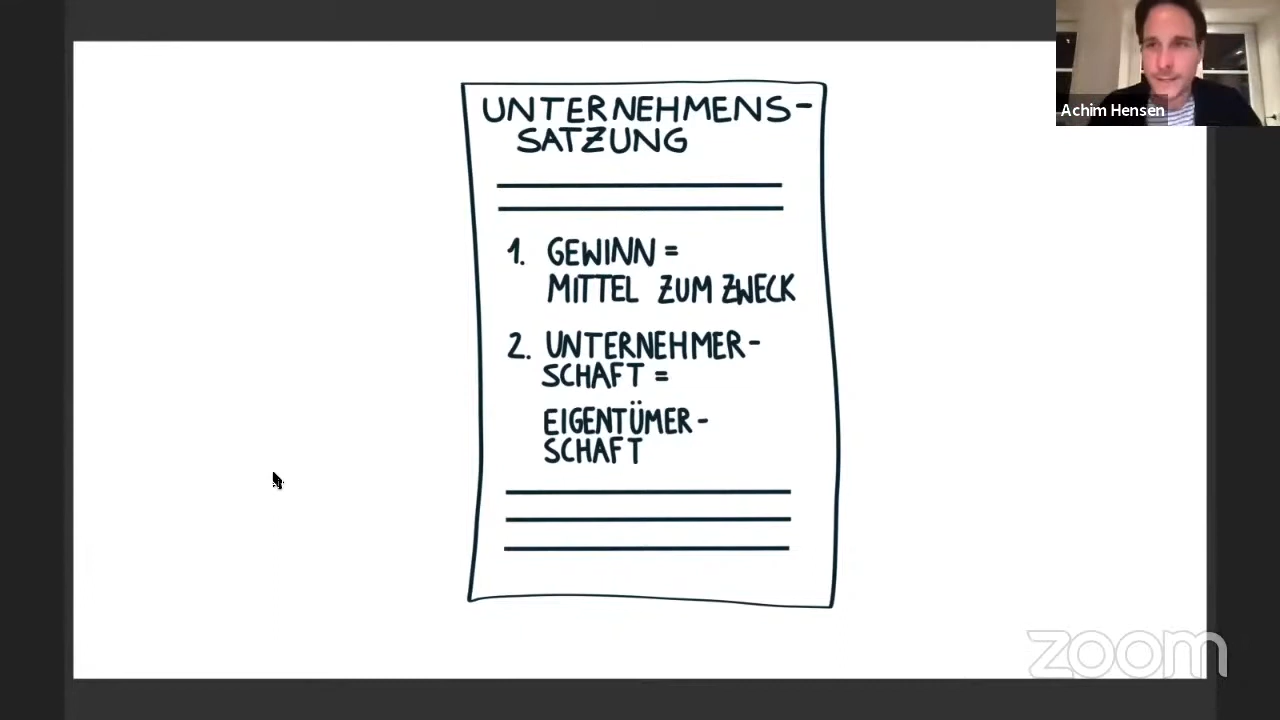 UNTERNEHMENS-
SATZUNG
1. GEWINN =
MITTEL ZUM ZWECK
2. UNTERNEHMER-
SCHAFT =
EIGENTÜMER-
SCHAFT
Achim Hensen
zoom